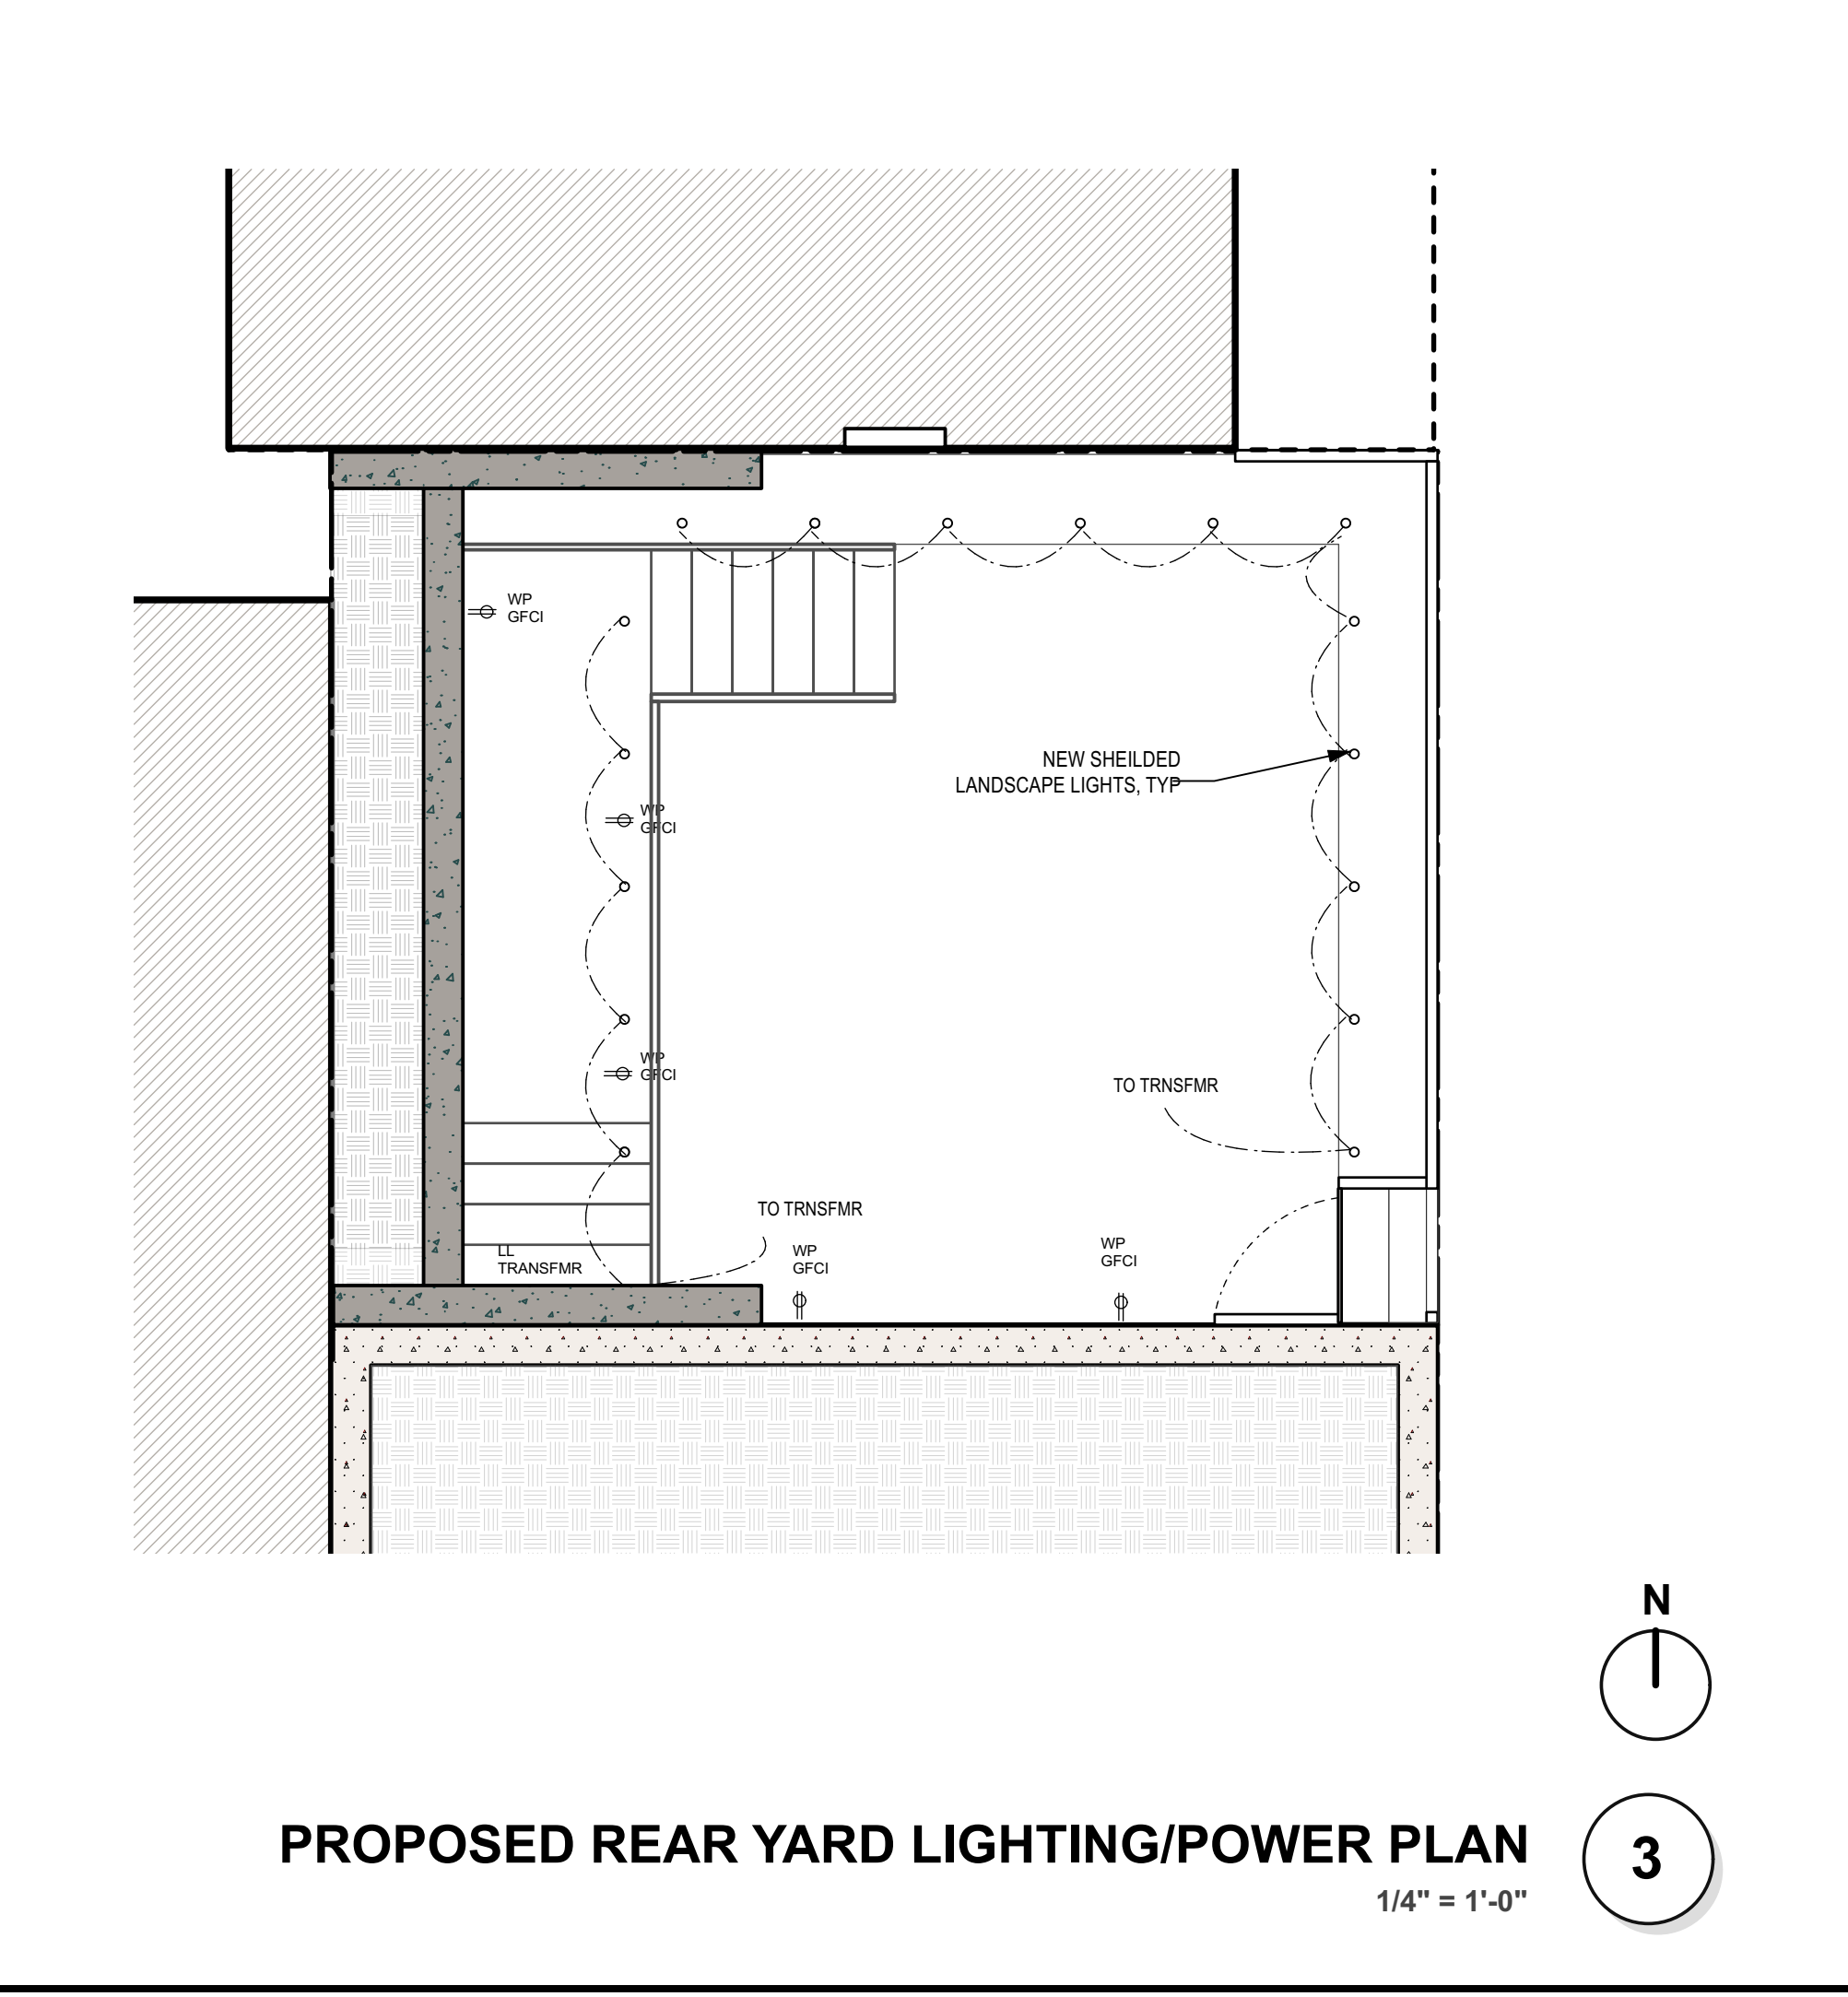 WP
GFCI
NEW SHEILDED
LANDSCAPE LIGHTS, TYP
WP
GFCI
WP
GFCI
TO TRNSFMR
TO TRNSFMR
LL
TRANSFMR
WP
GFCI
WP
GFCI
N
PROPOSED REAR YARD LIGHTING/POWER PLAN
3
1/4" = 1'-0"